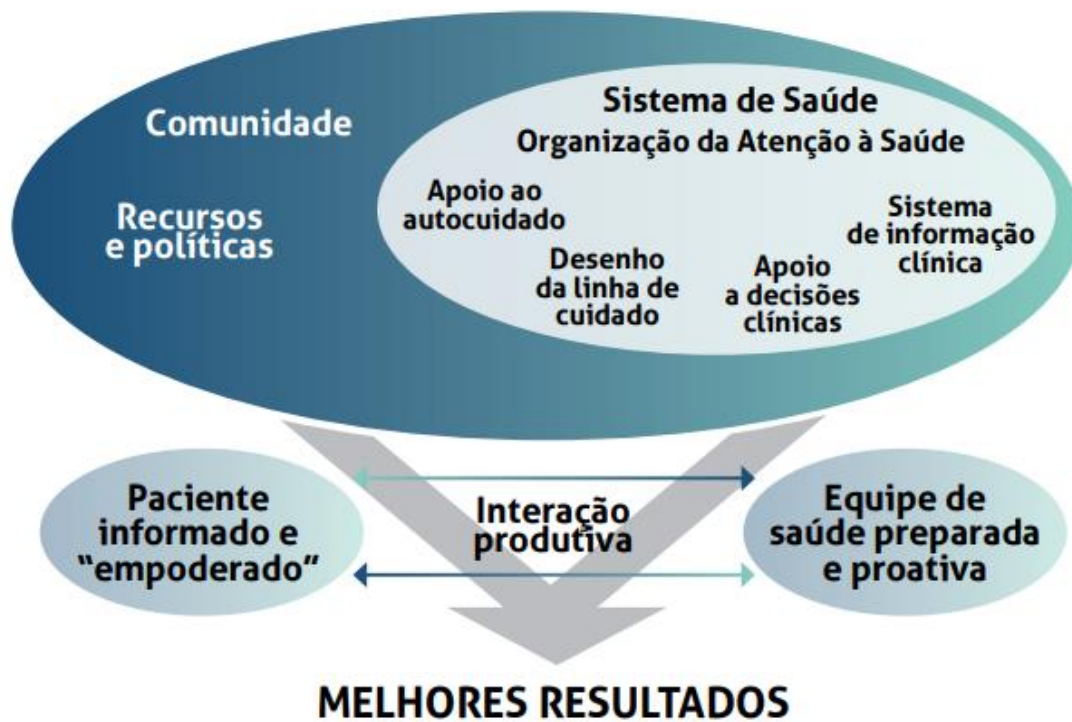 Comunidade
Recursos
e políticas
Sistema de Saúde
Organização da Atenção à Saúde
Apoio ao
autocuidado
Desenho
da linha de
cuidado
Apoio
a decisões
clínicas
Sistema
de informação
clínica
Paciente
informado e
“empoderado”
Interação
produtiva
Equipe de
saúde preparada
e proativa
MELHORES RESULTADOS